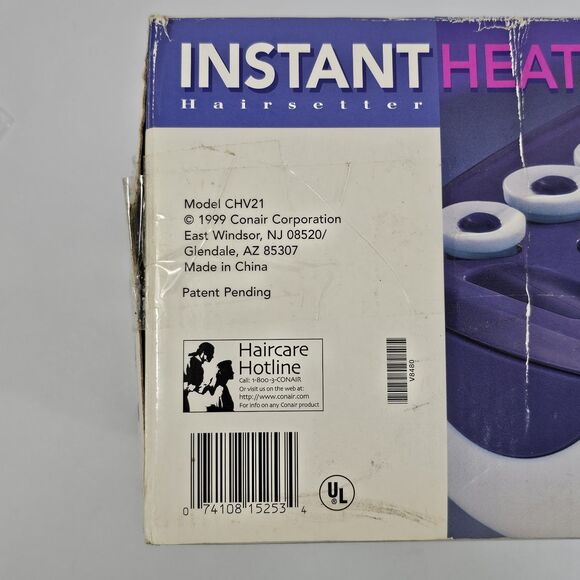 INSTANT HEAT
Hairsetter
Model CHV21
© 1999 Conair Corporation
East Windsor, NJ 08520/
Glendale, AZ 85307
Made in China
Patent Pending
Haircare
Hotline
Call: 1-800-3-CONAIR
Or visit us on the web at:
http://www.conair.com
For info on any Conair product
V8480
0 74108 15253 4
UL